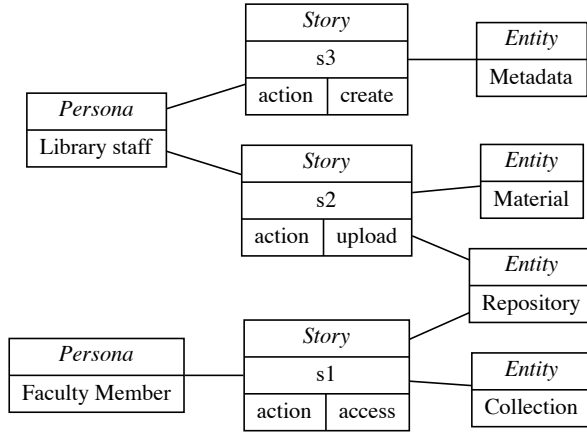 Story
s3
action create
Entity
Metadata
Persona
Library staff
Story
s2
action upload
Entity
Material
Entity
Repository
Persona
Faculty Member
Story
s1
action access
Entity
Collection